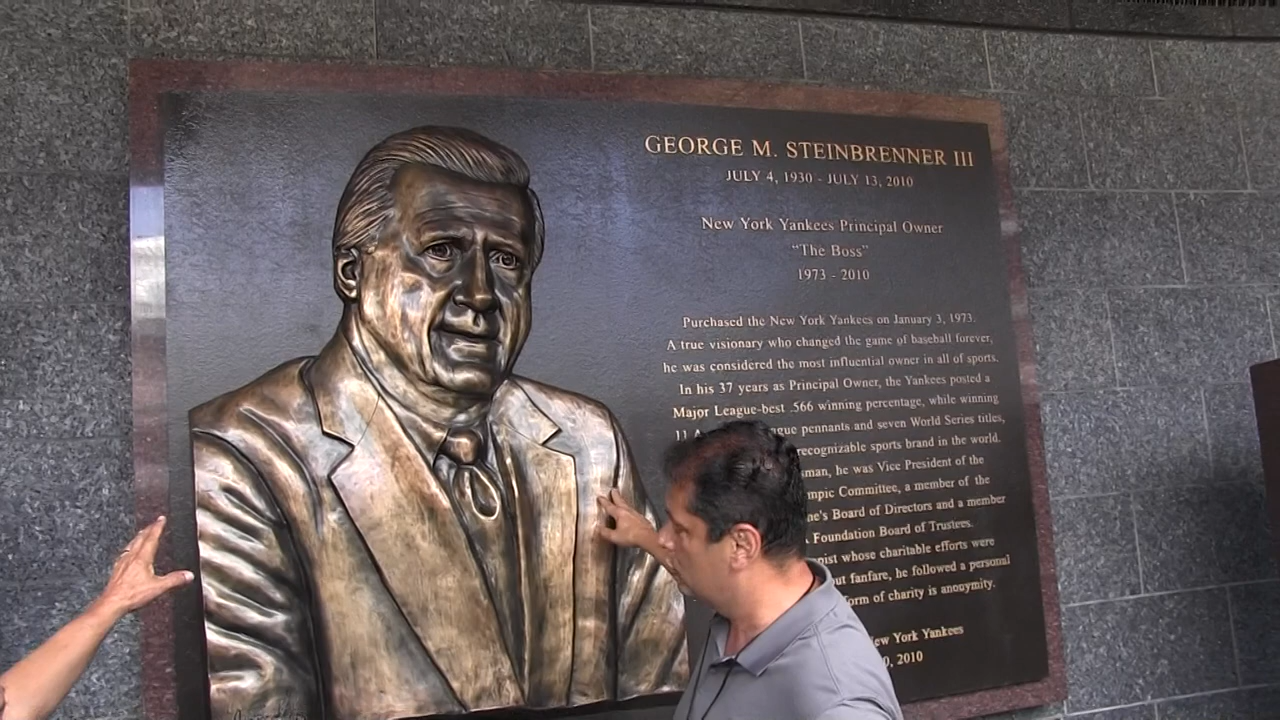 GEORGE M. STEINBRENNER III
JULY 4, 1930 - JULY 13, 2010
New York Yankees Principal Owner
"The Boss"
1973 - 2010
Purchased the New York Yankees on January 3, 1973.
A true visionary who changed the game of baseball forever,
he was considered the most influential owner in all of sports.
In his 37 years as Principal Owner, the Yankees posted a
Major League-best .566 winning percentage, while winning
11 pennants and seven World Series titles,
recognizable sports brand in the world.
he was Vice President of the
Committee, a member of the
Board of Directors and a member
Foundation Board of Trustees.
whose charitable efforts were
fanfare, he followed a personal
form of charity is anonymity.
New York Yankees
2010